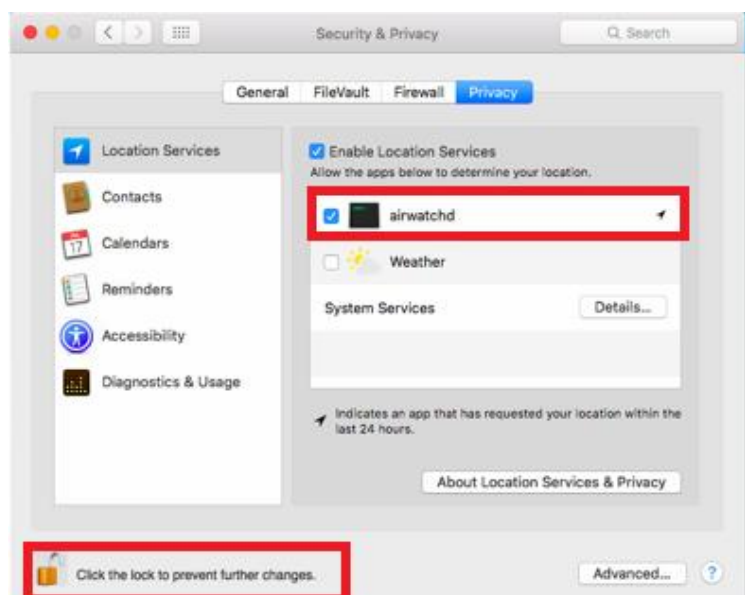 Security & Privacy
Search
General FileVault Firewall Privacy
Location Services
Contacts
17
Calendars
Reminders
Accessibility
Diagnostics & Usage
Enable Location Services
Allow the apps below to determine your location.
airwatchd
Weather
System Services Details...
Indicates an app that has requested your location within the
last 24 hours.
About Location Services & Privacy
Click the lock to prevent further changes.
Advanced... ?